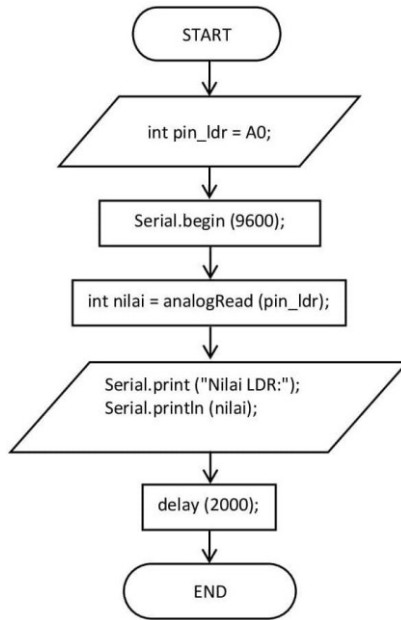 START
int pin_ldr = A0;
Serial.begin (9600);
int nilai = analogRead (pin_ldr);
Serial.print ("Nilai LDR:");
Serial.println (nilai);
delay (2000);
END